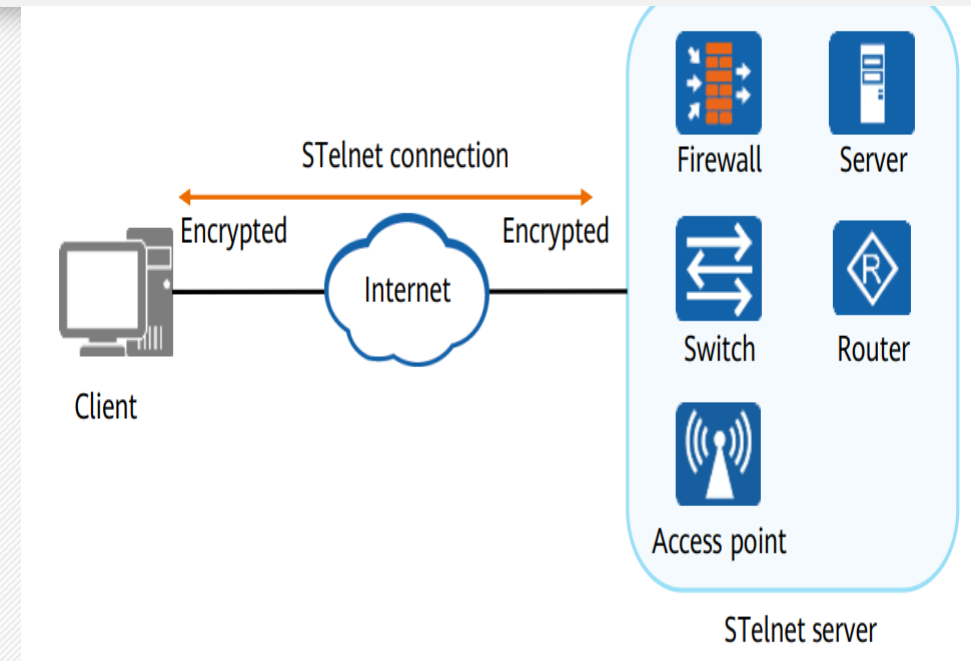 STelnet connection
Encrypted
Encrypted
Internet
Client
Firewall
Server
Switch
R
Router
Access point
STelnet server